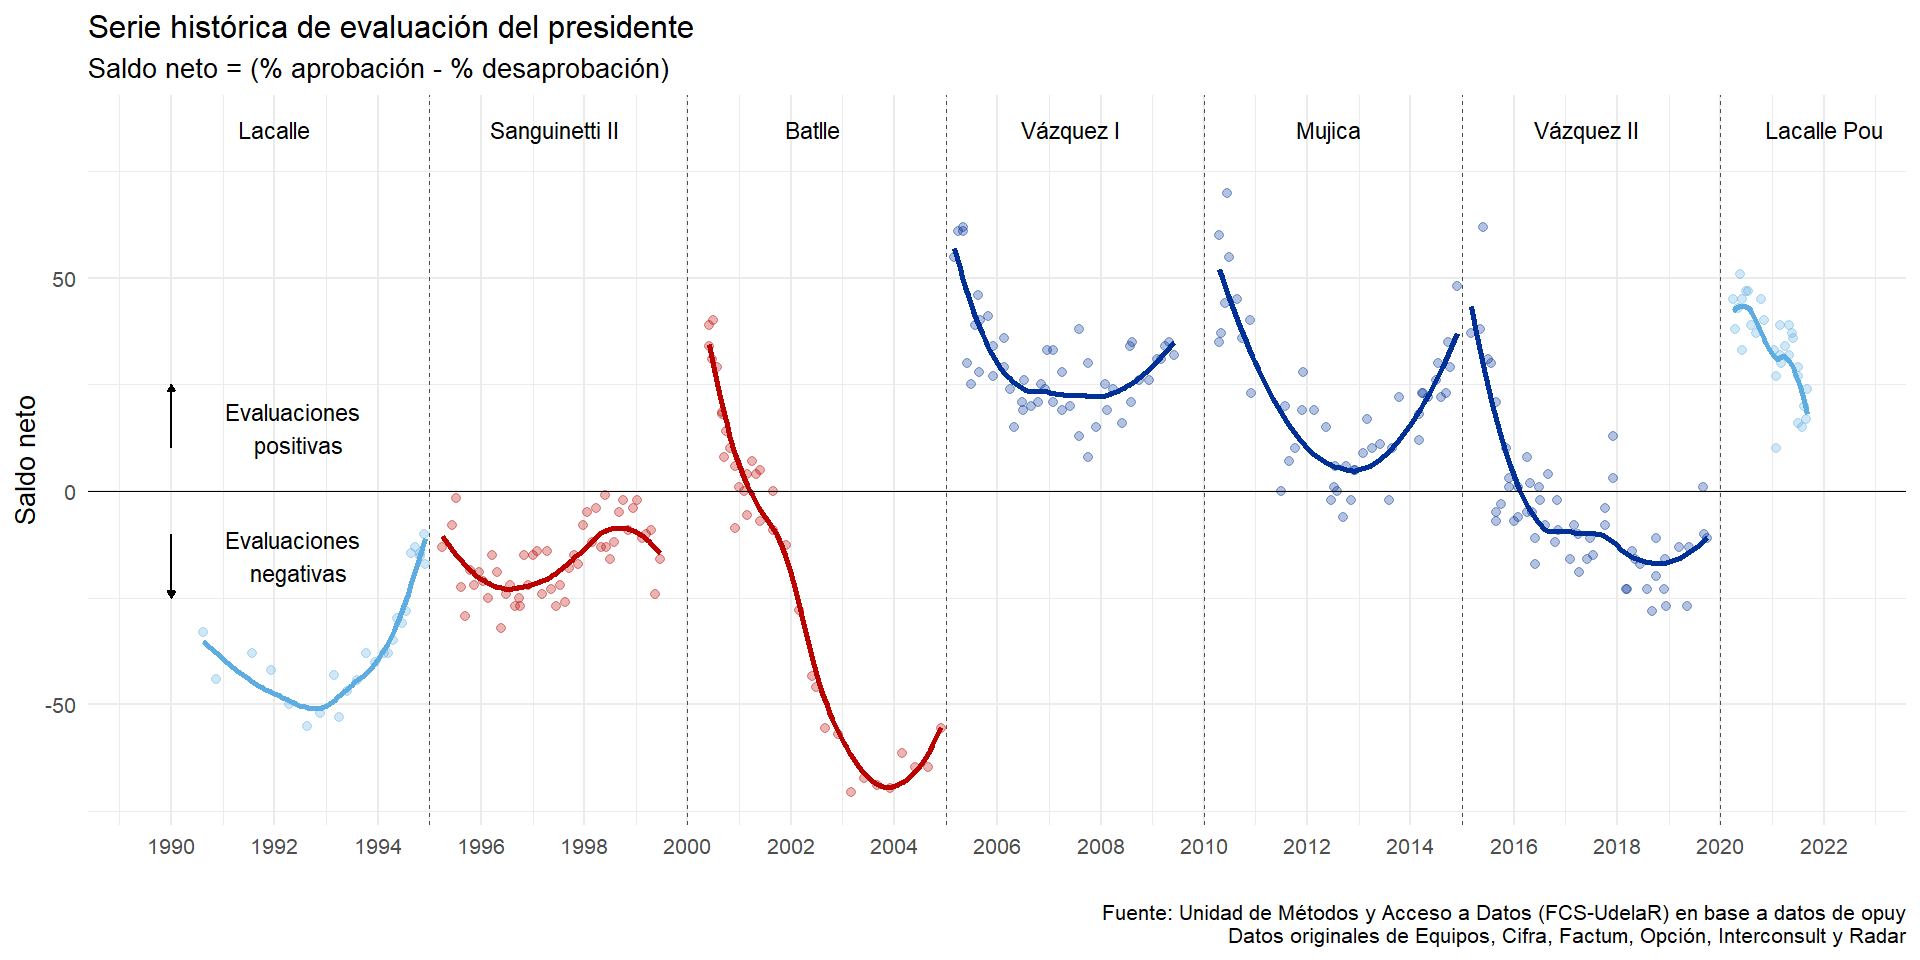 Serie histórica de evaluación del presidente
Saldo neto = (% aprobación - % desaprobación)
Lacalle
Sanguinetti II
Batlle
Vázquez I
Mujica
Vázquez II
Lacalle Pou
Saldo neto
50
0
-50
Evaluaciones
positivas
Evaluaciones
negativas
1990
1992
1994
1996
1998
2000
2002
2004
2006
2008
2010
2012
2014
2016
2018
2020
2022
Fuente: Unidad de Métodos y Acceso a Datos (FCS-UdelaR) en base a datos de opuy
Datos originales de Equipos, Cifra, Factum, Opción, Interconsult y Radar